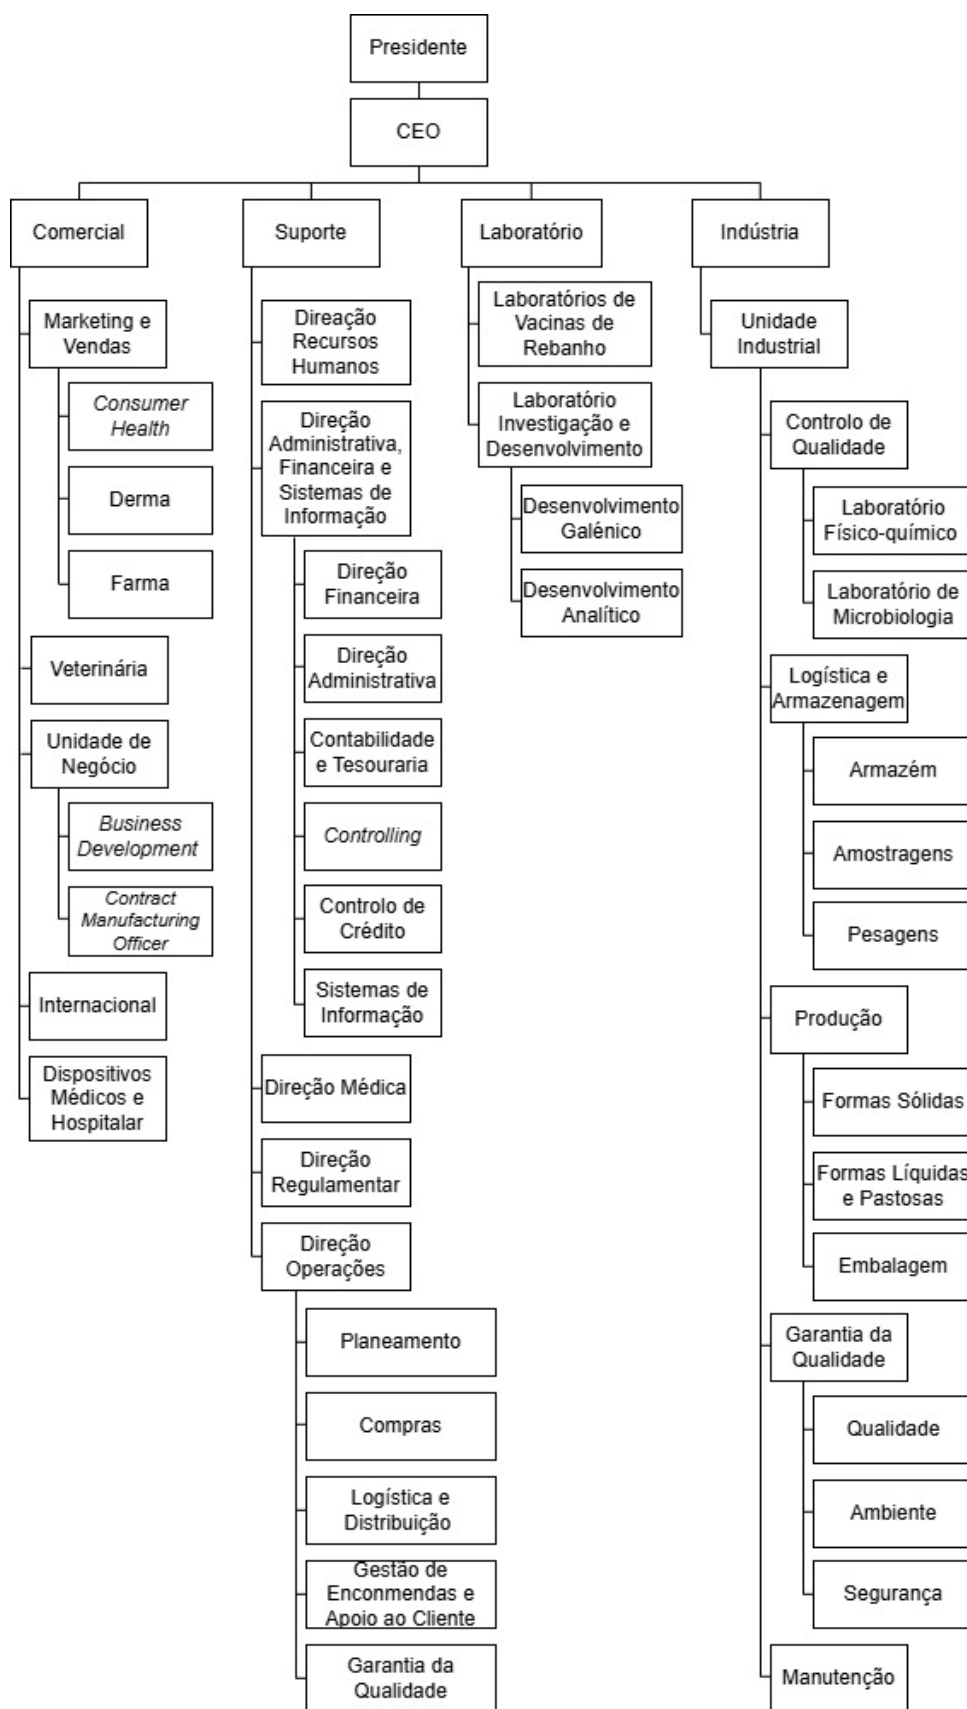 Presidente
CEO
Comercial
Suporte
Laboratório
Indústria
Marketing e
Vendas
Consumer
Health
Derma
Farma
Veterinária
Unidade de
Negócio
Business
Development
Contract
Manufacturing
Officer
Internacional
Dispositivos
Médicos e
Hospitalar
Direação
Recursos
Humanos
Direção
Administrativa,
Financeira e
Sistemas de
Informação
Direção
Financeira
Direção
Administrativa
Contabilidade
e Tesouraria
Controlling
Controlo de
Crédito
Sistemas de
Informação
Direção Médica
Direção
Regulamentar
Direção
Operações
Planeamento
Compras
Logística e
Distribuição
Gestão de
Enconmendas e
Apoio ao Cliente
Garantia da
Qualidade
Laboratórios de
Vacinas de
Rebanho
Laboratório
Investigação e
Desenvolvimento
Desenvolvimento
Galénico
Desenvolvimento
Analítico
Unidade
Industrial
Controlo de
Qualidade
Laboratório
Físico-químico
Laboratório de
Microbiologia
Logística e
Armazenagem
Armazém
Amostragens
Pesagens
Produção
Formas Sólidas
Formas Líquidas
e Pastosas
Embalagem
Garantia da
Qualidade
Qualidade
Ambiente
Segurança
Manutenção